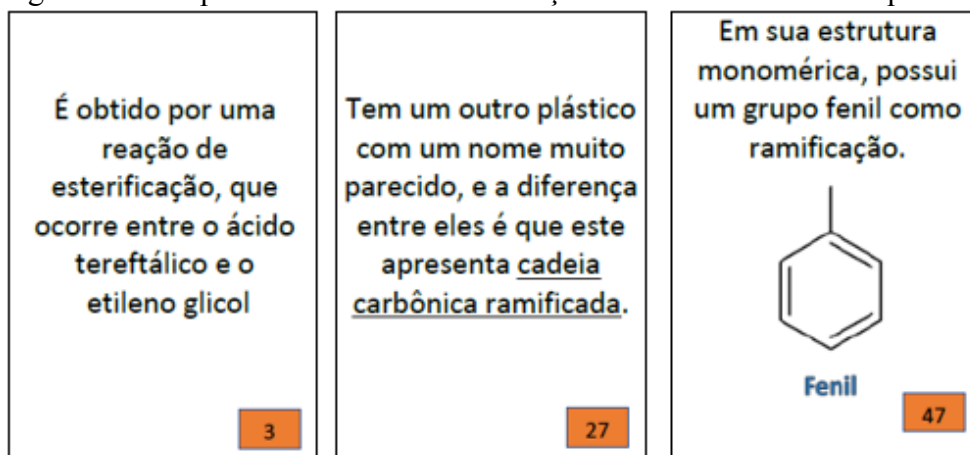 É obtido por uma
reação de
esterificação, que
ocorre entre o ácido
tereftálico e o
etileno glicol
3
Tem um outro plástico
com um nome muito
parecido, e a diferença
entre eles é que este
apresenta cadeia
carbônica ramificada.
27
Em sua estrutura
monomérica, possui
um grupo fenil como
ramificação.
Fenil
47